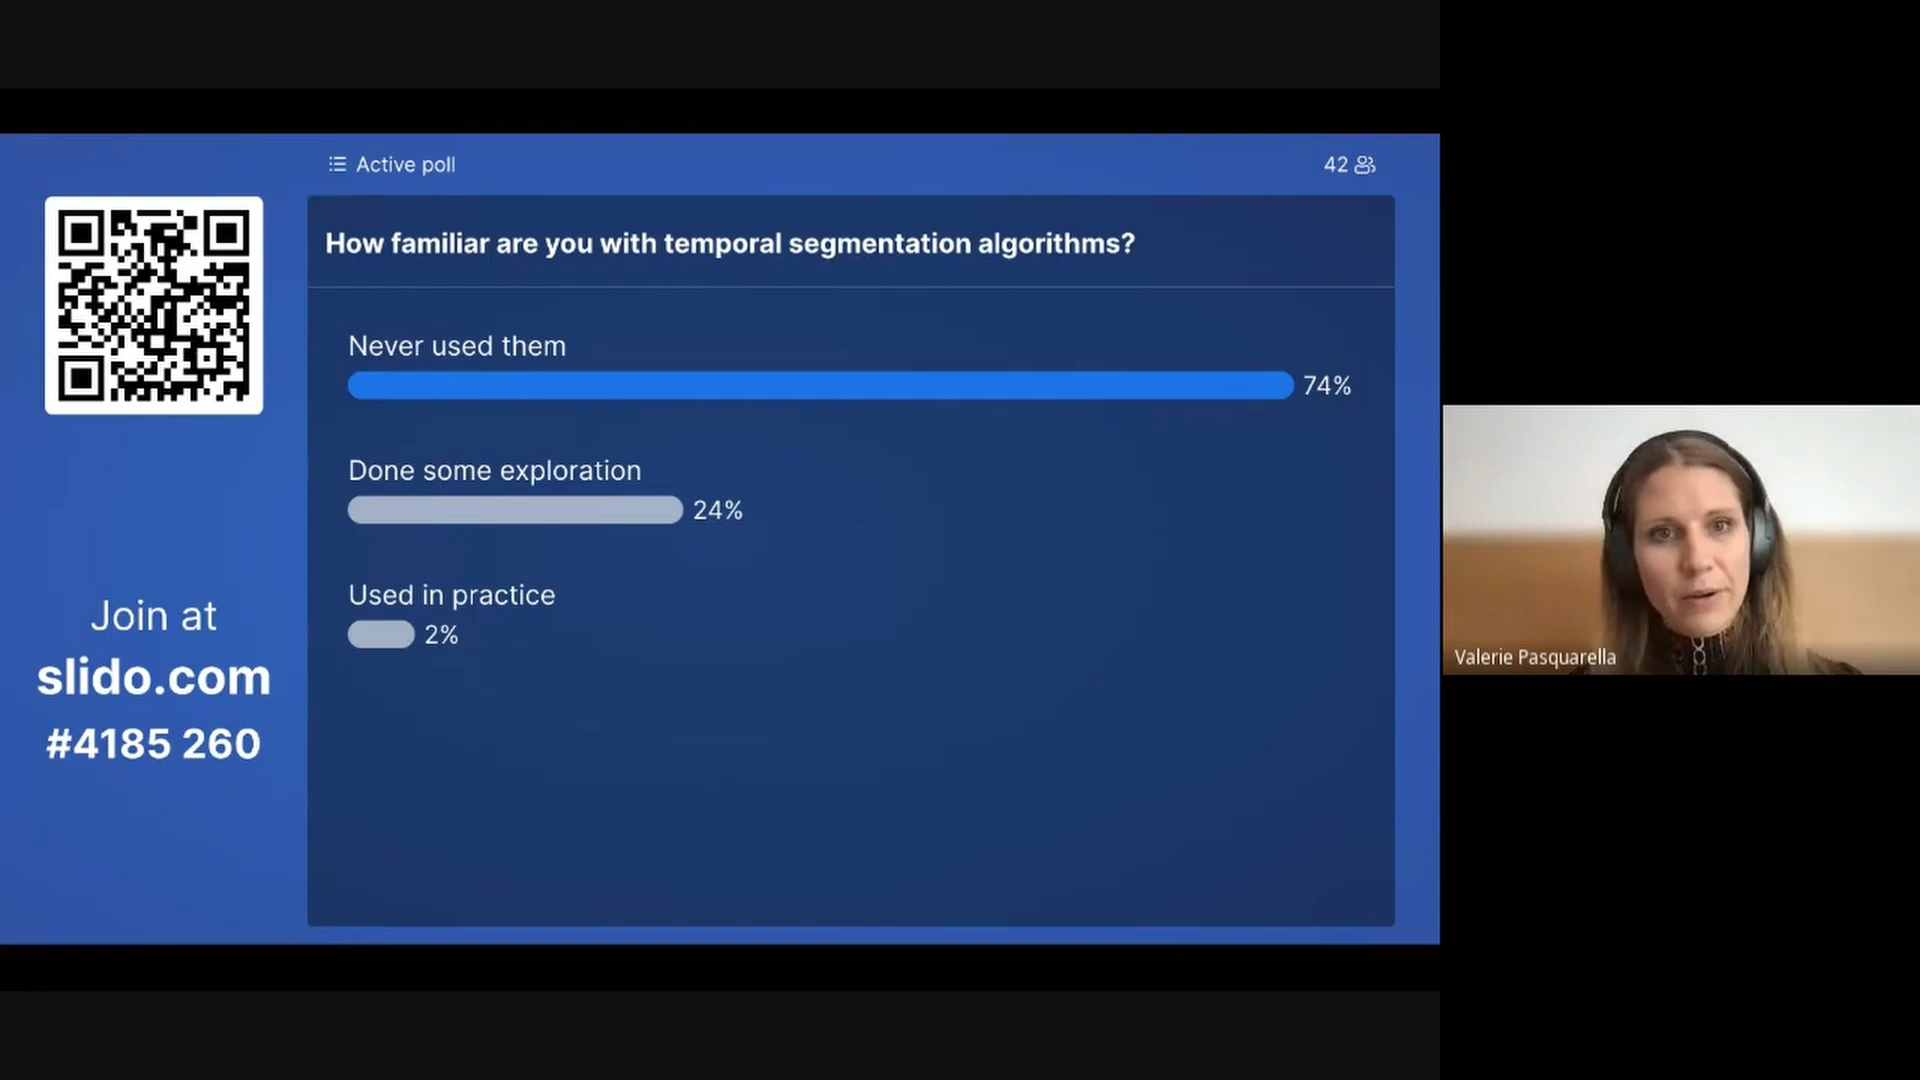 Active poll
42
How familiar are you with temporal segmentation algorithms?
Never used them
74%
Done some exploration
24%
Used in practice
2%
Join at
slido.com
#4185 260
Valerie Pasquarella